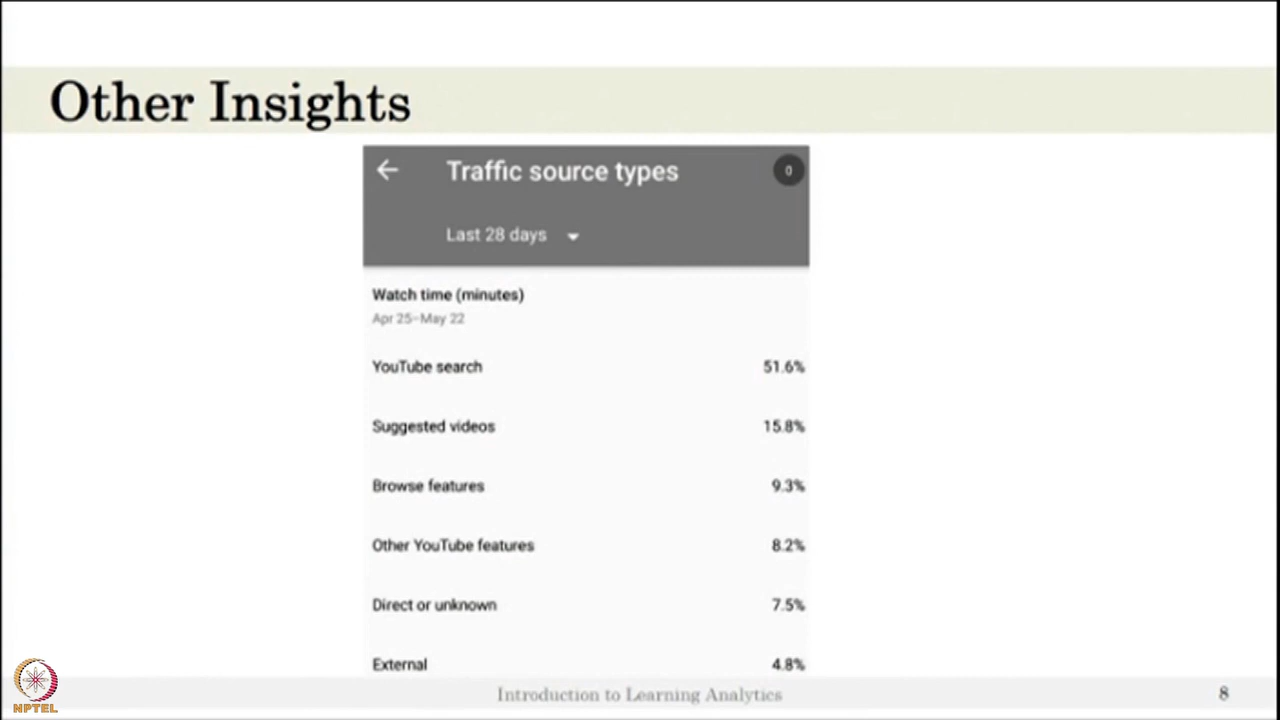 Other Insights
Traffic source types
0
Last 28 days
Watch time (minutes)
Apr 25–May 22
YouTube search 51.6%
Suggested videos 15.8%
Browse features 9.3%
Other YouTube features 8.2%
Direct or unknown 7.5%
External 4.8%
NPTEL
Introduction to Learning Analytics
8